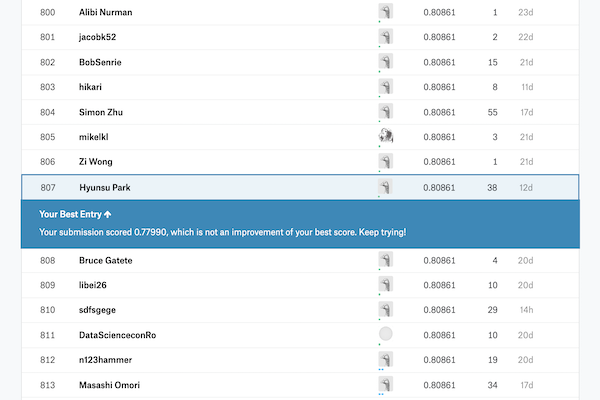 800 Alibi Nurman 0.80861 1 23d
801 jacobk52 0.80861 2 22d
802 BobSenrie 0.80861 15 21d
803 hikari 0.80861 8 11d
804 Simon Zhu 0.80861 55 17d
805 mikelkl 0.80861 3 21d
806 Zi Wong 0.80861 1 21d
807 Hyunsu Park 0.80861 38 12d
Your Best Entry ↑
Your submission scored 0.77990, which is not an improvement of your best score. Keep trying!
808 Bruce Gatete 0.80861 4 20d
809 libei26 0.80861 10 20d
810 sdfsgege 0.80861 29 14h
811 DataScienceconRo 0.80861 10 20d
812 n123hammer 0.80861 19 20d
813 Masashi Omori 0.80861 34 17d